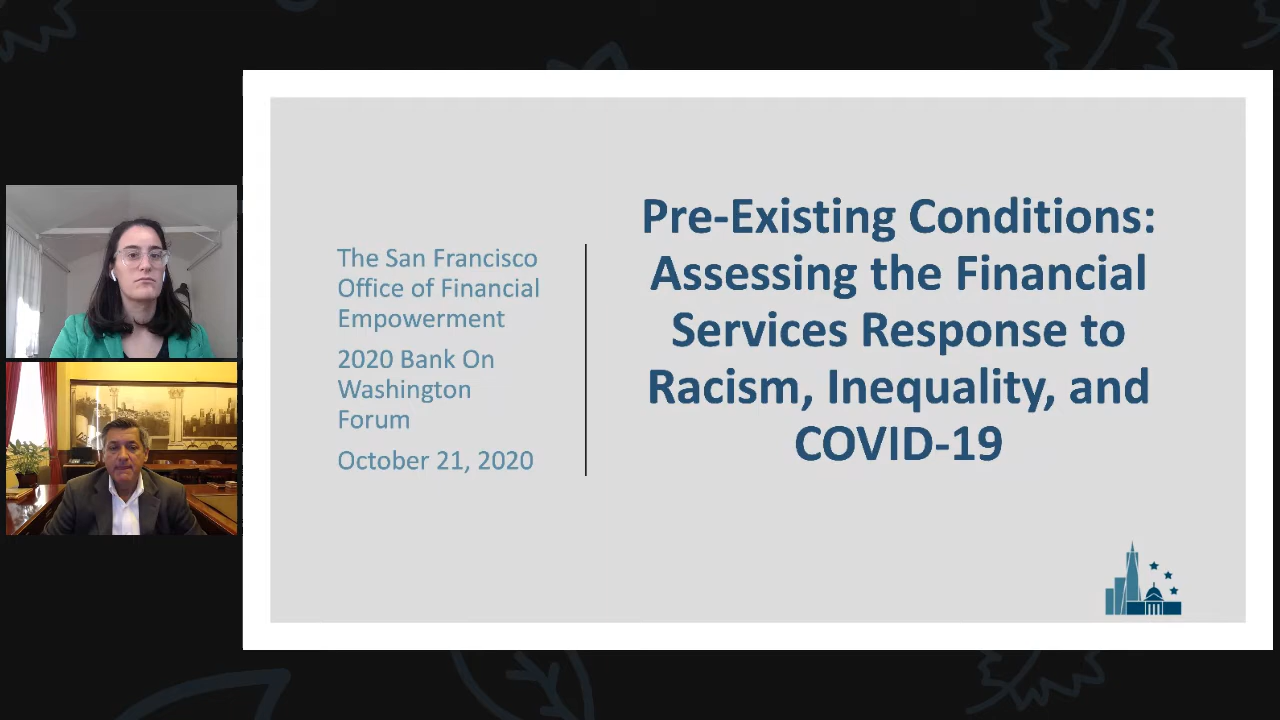 The San Francisco
Office of Financial
Empowerment
2020 Bank On
Washington
Forum
October 21, 2020
Pre-Existing Conditions:
Assessing the Financial
Services Response to
Racism, Inequality, and
COVID-19